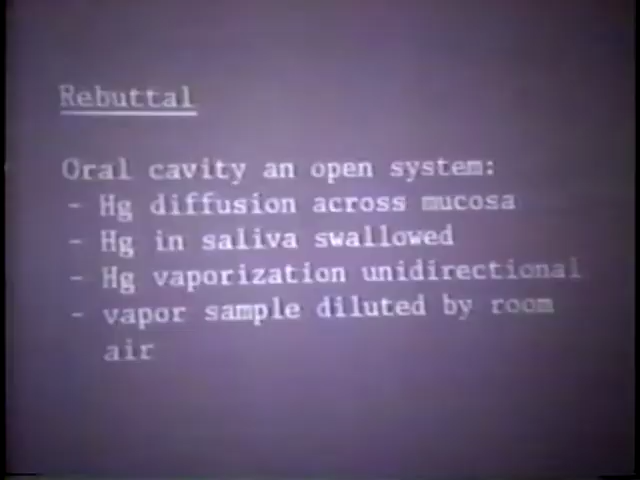 Rebuttal
Oral cavity an open system:
- Hg diffusion across mucosa
- Hg in saliva swallowed
- Hg vaporization unidirectional
- vapor sample diluted by room
air